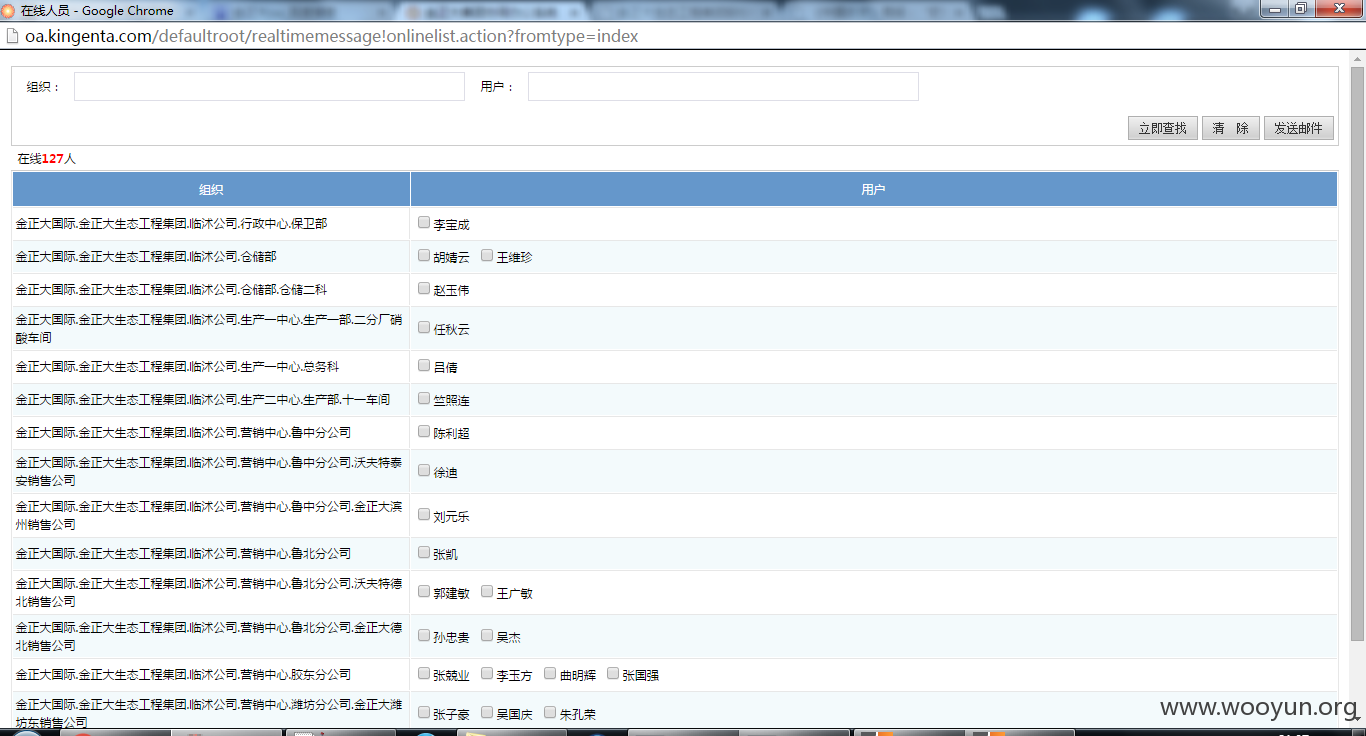 在线人员 - Google Chrome
oa.kingenta.com/defaultroot/realtimemessage!onlinelist.action?fromtype=index
组织： 用户：
立即查找 清 除 发送邮件
在线127人
组织 用户
金正大国际.金正大生态工程集团.临沭公司.行政中心.保卫部 李宝成
金正大国际.金正大生态工程集团.临沭公司.仓储部 胡婧云 王维珍
金正大国际.金正大生态工程集团.临沭公司.仓储部.仓储二科 赵玉伟
金正大国际.金正大生态工程集团.临沭公司.生产一中心.生产一部.二分厂硝
酸车间 任秋云
金正大国际.金正大生态工程集团.临沭公司.生产一中心.总务科 吕倩
金正大国际.金正大生态工程集团.临沭公司.生产二中心.生产部.十一车间 竺照连
金正大国际.金正大生态工程集团.临沭公司.营销中心.鲁中分公司 陈利超
金正大国际.金正大生态工程集团.临沭公司.营销中心.鲁中分公司.沃夫特泰
安销售公司 徐迪
金正大国际.金正大生态工程集团.临沭公司.营销中心.鲁中分公司.金正大滨
州销售公司 刘元乐
金正大国际.金正大生态工程集团.临沭公司.营销中心.鲁北分公司 张凯
金正大国际.金正大生态工程集团.临沭公司.营销中心.鲁北分公司.沃夫特德
北销售公司 郭建敏 王广敏
金正大国际.金正大生态工程集团.临沭公司.营销中心.鲁北分公司.金正大德
北销售公司 孙忠贵 吴杰
金正大国际.金正大生态工程集团.临沭公司.营销中心.胶东分公司 张兢业 李玉方 曲明辉 张国强
金正大国际.金正大生态工程集团.临沭公司.营销中心.潍坊分公司.金正大潍
坊东销售公司 张子豪 吴国庆 朱孔荣
www.wooyun.org